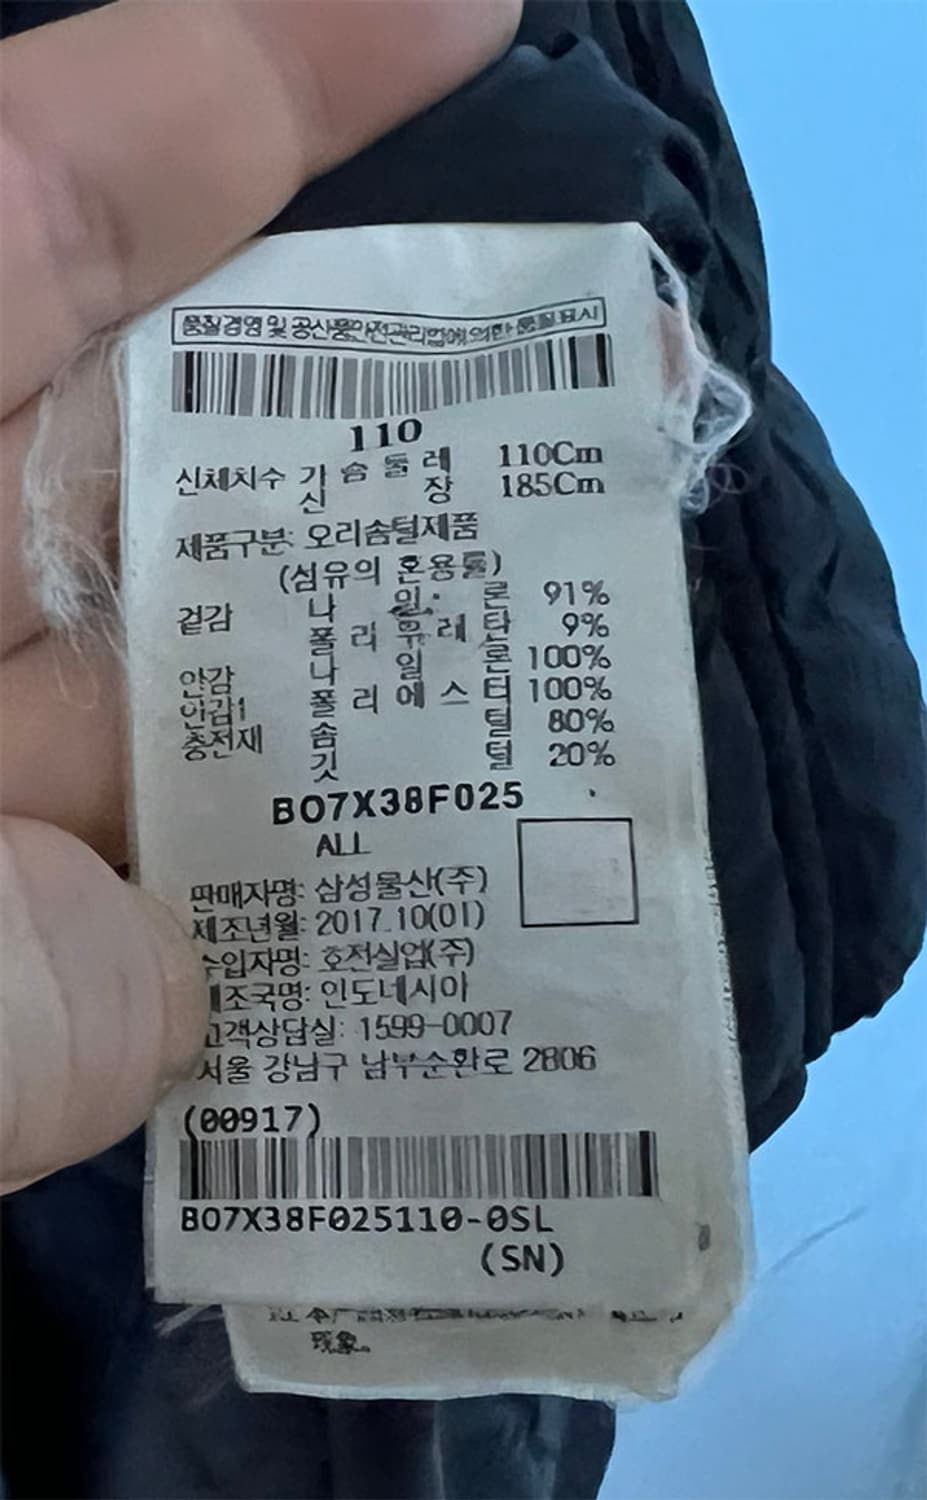 품질경영 및 공산품안전관리법에 의한 품질표시
110
신체치수 가슴둘레 110Cm
신장 185Cm
제품구분: 오리솜털제품
(섬유의 혼용률)
겉감 나일론 91%
폴리우레탄 9%
안감 나일론 100%
안감1 폴리에스터 100%
충전재 솜털 80%
깃털 20%
BO7X38F025
ALL
판매자명: 삼성물산(주)
제조년월: 2017.10(01)
수입자명: 호전실업(주)
제조국명: 인도네시아
고객상담실: 1599-0007
서울 강남구 남부순환로 2806
(00917)
BO7X38F025110-0SL
(SN)
现象。